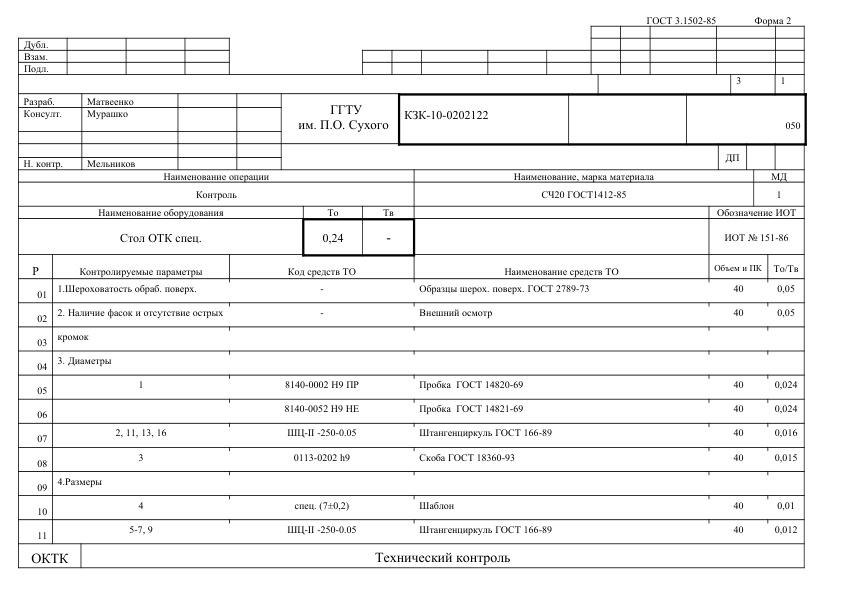 ГОСТ 3.1502-85 Форма 2
Дубл.
Взам.
Подл.
3 1
Разраб. Матвеенко
Консулт. Мурашко
ГГТУ
им. П.О. Сухого
КЗК-10-0202122
050
Н. контр. Мельников
ДП
Наименование операции Наименование, марка материала МД
Контроль СЧ20 ГОСТ1412-85 1
Наименование оборудования То Тв Обозначение ИОТ
Стол ОТК спец. 0,24 - ИОТ № 151-86
Р Контролируемые параметры Код средств ТО Наименование средств ТО Объем и ПК То/Тв
01 1.Шероховатость обраб. поверх. - Образцы шерох. поверх. ГОСТ 2789-73 40 0,05
02 2. Наличие фасок и отсутствие острых - Внешний осмотр 40 0,05
03 кромок
04 3. Диаметры
05 1 8140-0002 Н9 ПР Пробка ГОСТ 14820-69 40 0,024
06 8140-0052 Н9 НЕ Пробка ГОСТ 14821-69 40 0,024
07 2, 11, 13, 16 ШЦ-II -250-0.05 Штангенциркуль ГОСТ 166-89 40 0,016
08 3 0113-0202 h9 Скоба ГОСТ 18360-93 40 0,015
09 4.Размеры
10 4 спец. (7±0,2) Шаблон 40 0,01
11 5-7, 9 ШЦ-II -250-0.05 Штангенциркуль ГОСТ 166-89 40 0,012
ОКТК Технический контроль